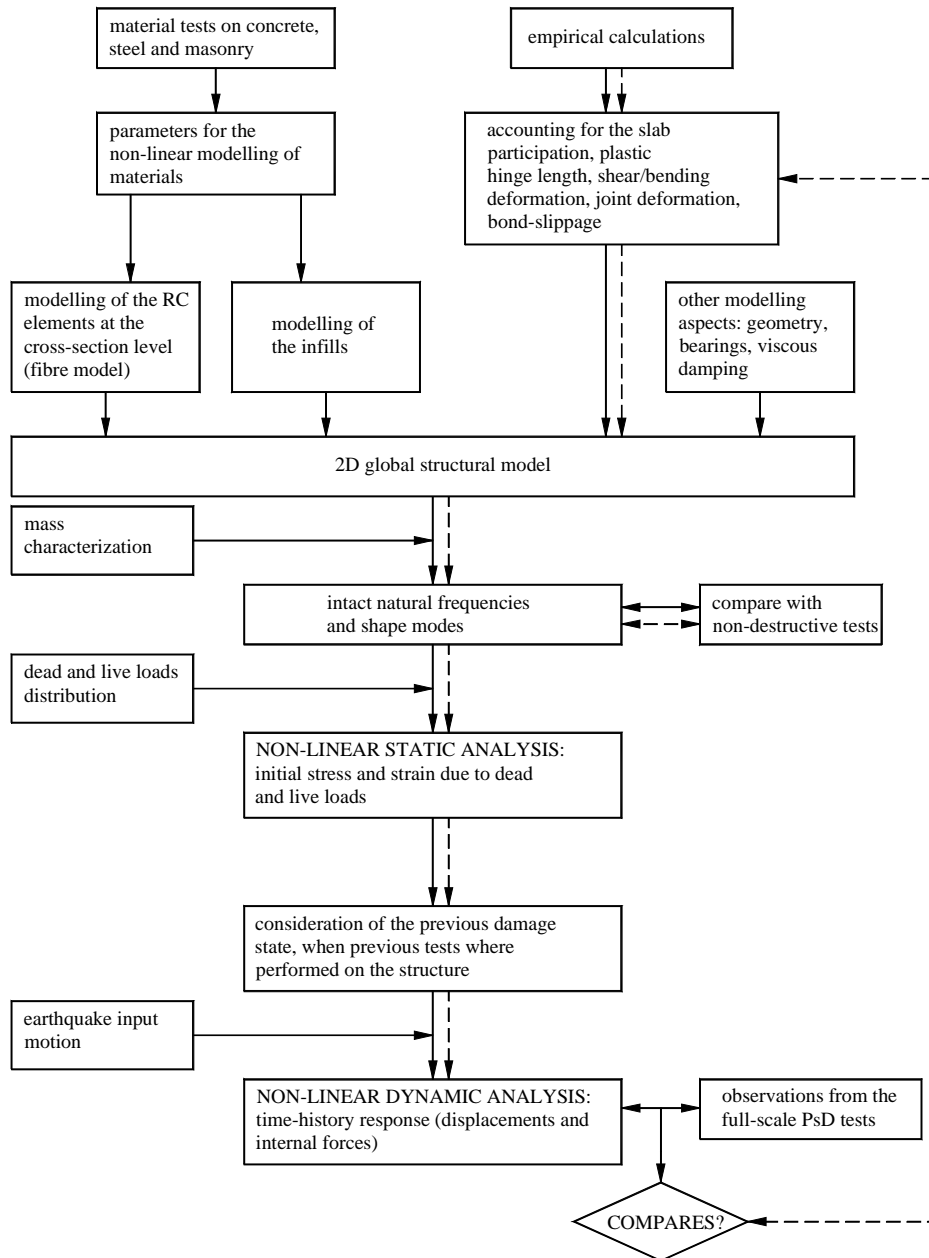 material tests on concrete,
steel and masonry
empirical calculations
parameters for the
non-linear modelling of
materials
accounting for the slab
participation, plastic
hinge length, shear/bending
deformation, joint deformation,
bond-slippage
modelling of the RC
elements at the
cross-section level
(fibre model)
modelling of
the infills
other modelling
aspects: geometry,
bearings, viscous
damping
2D global structural model
mass
characterization
intact natural frequencies
and shape modes
compare with
non-destructive tests
dead and live loads
distribution
NON-LINEAR STATIC ANALYSIS:
initial stress and strain due to dead
and live loads
consideration of the previous damage
state, when previous tests where
performed on the structure
earthquake input
motion
NON-LINEAR DYNAMIC ANALYSIS:
time-history response (displacements and
internal forces)
observations from the
full-scale PsD tests
COMPARES?